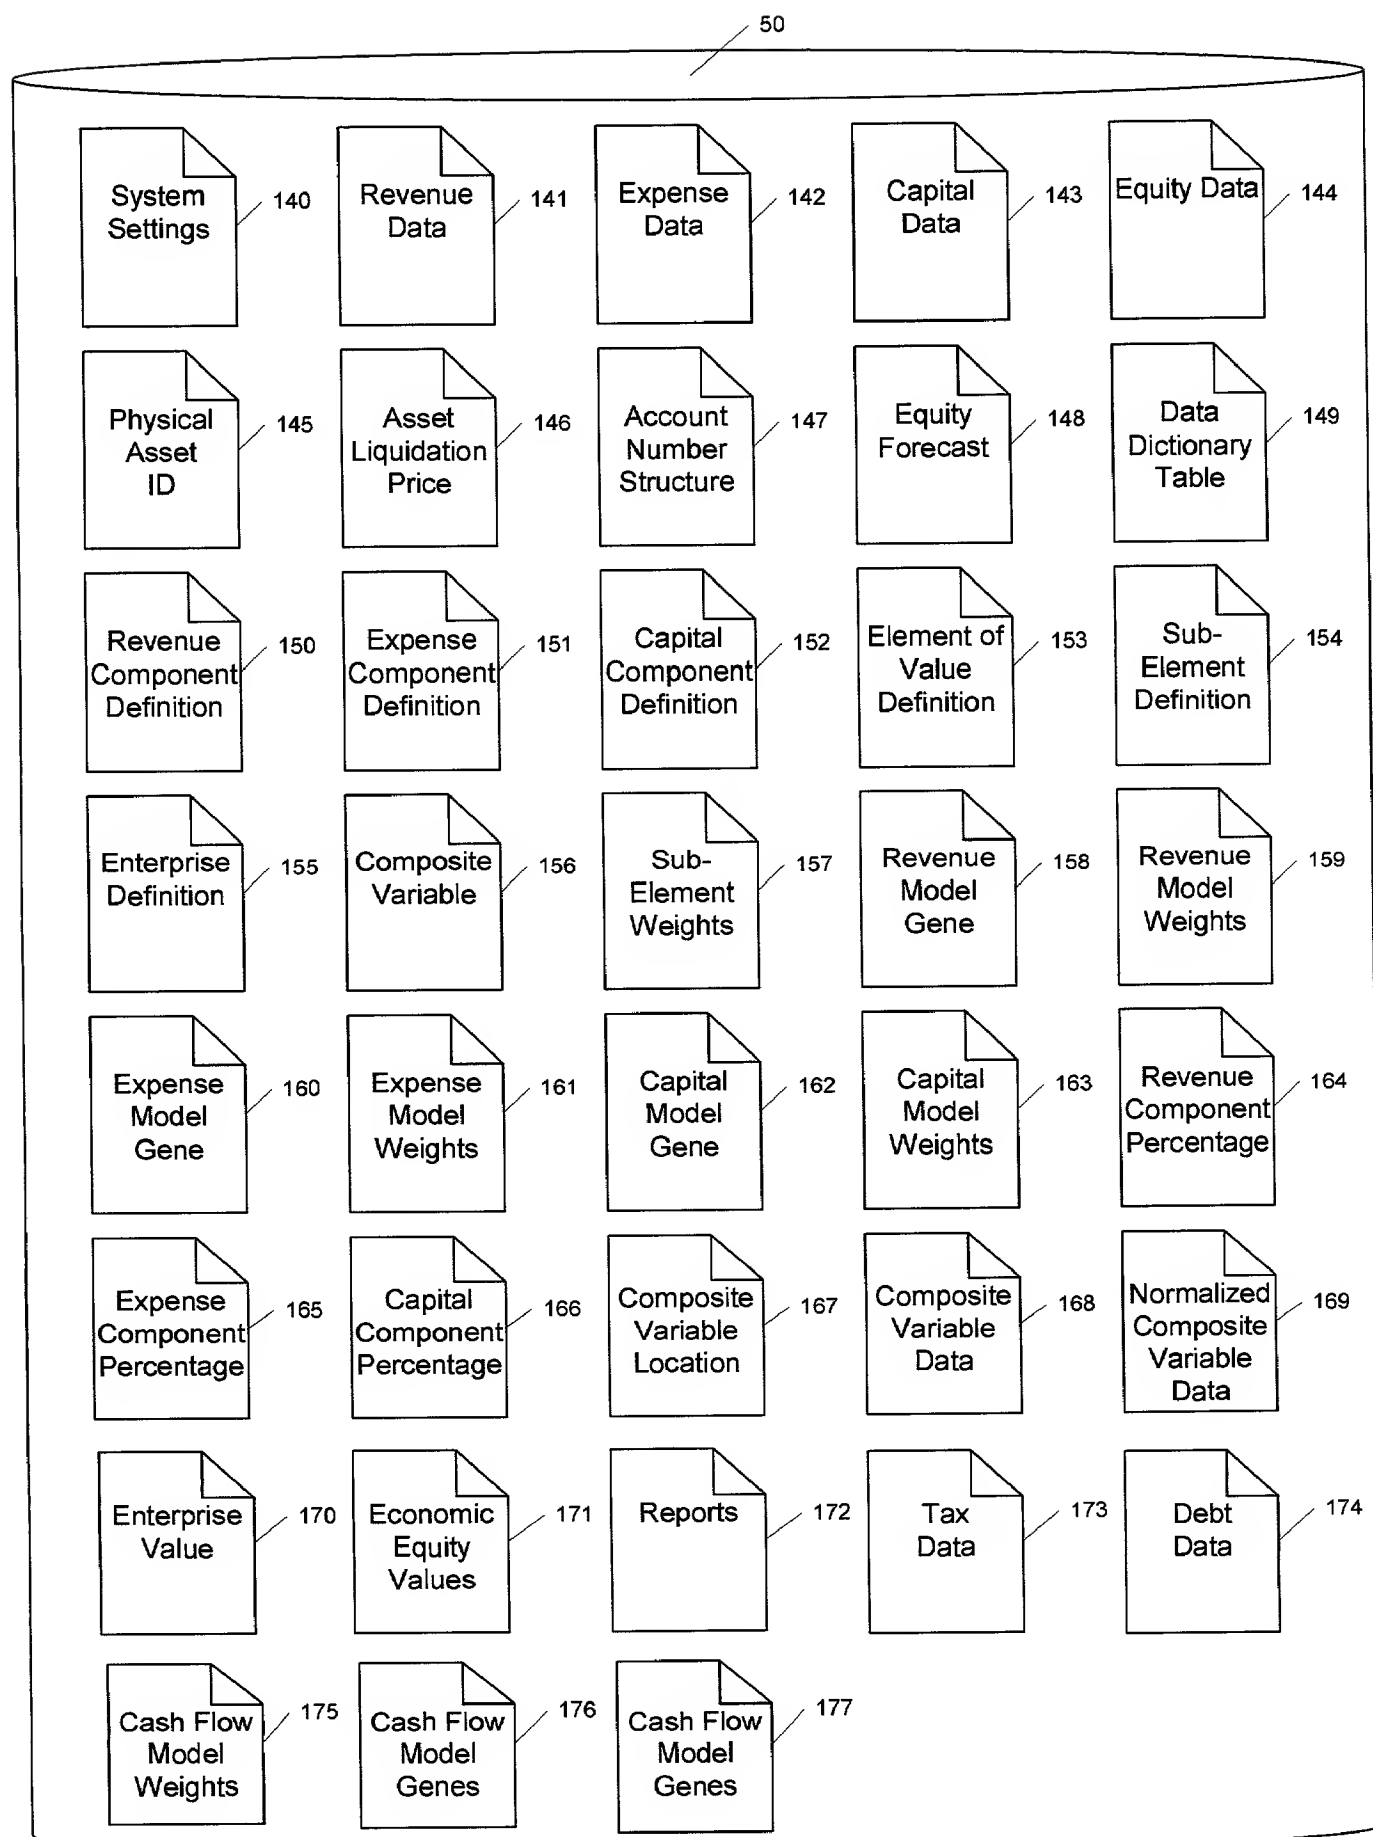 50
System
Settings
140
Revenue
Data
141
Expense
Data
142
Capital
Data
143
Equity Data
144
Physical
Asset
ID
145
Asset
Liquidation
Price
146
Account
Number
Structure
147
Equity
Forecast
148
Data
Dictionary
Table
149
Revenue
Component
Definition
150
Expense
Component
Definition
151
Capital
Component
Definition
152
Element of
Value
Definition
153
Sub-
Element
Definition
154
Enterprise
Definition
155
Composite
Variable
156
Sub-
Element
Weights
157
Revenue
Model
Gene
158
Revenue
Model
Weights
159
Expense
Model
Gene
160
Expense
Model
Weights
161
Capital
Model
Gene
162
Capital
Model
Weights
163
Revenue
Component
Percentage
164
Expense
Component
Percentage
165
Capital
Component
Percentage
166
Composite
Variable
Location
167
Composite
Variable
Data
168
Normalized
Composite
Variable
Data
169
Enterprise
Value
170
Economic
Equity
Values
171
Reports
172
Tax
Data
173
Debt
Data
174
Cash Flow
Model
Weights
175
Cash Flow
Model
Genes
176
Cash Flow
Model
Genes
177